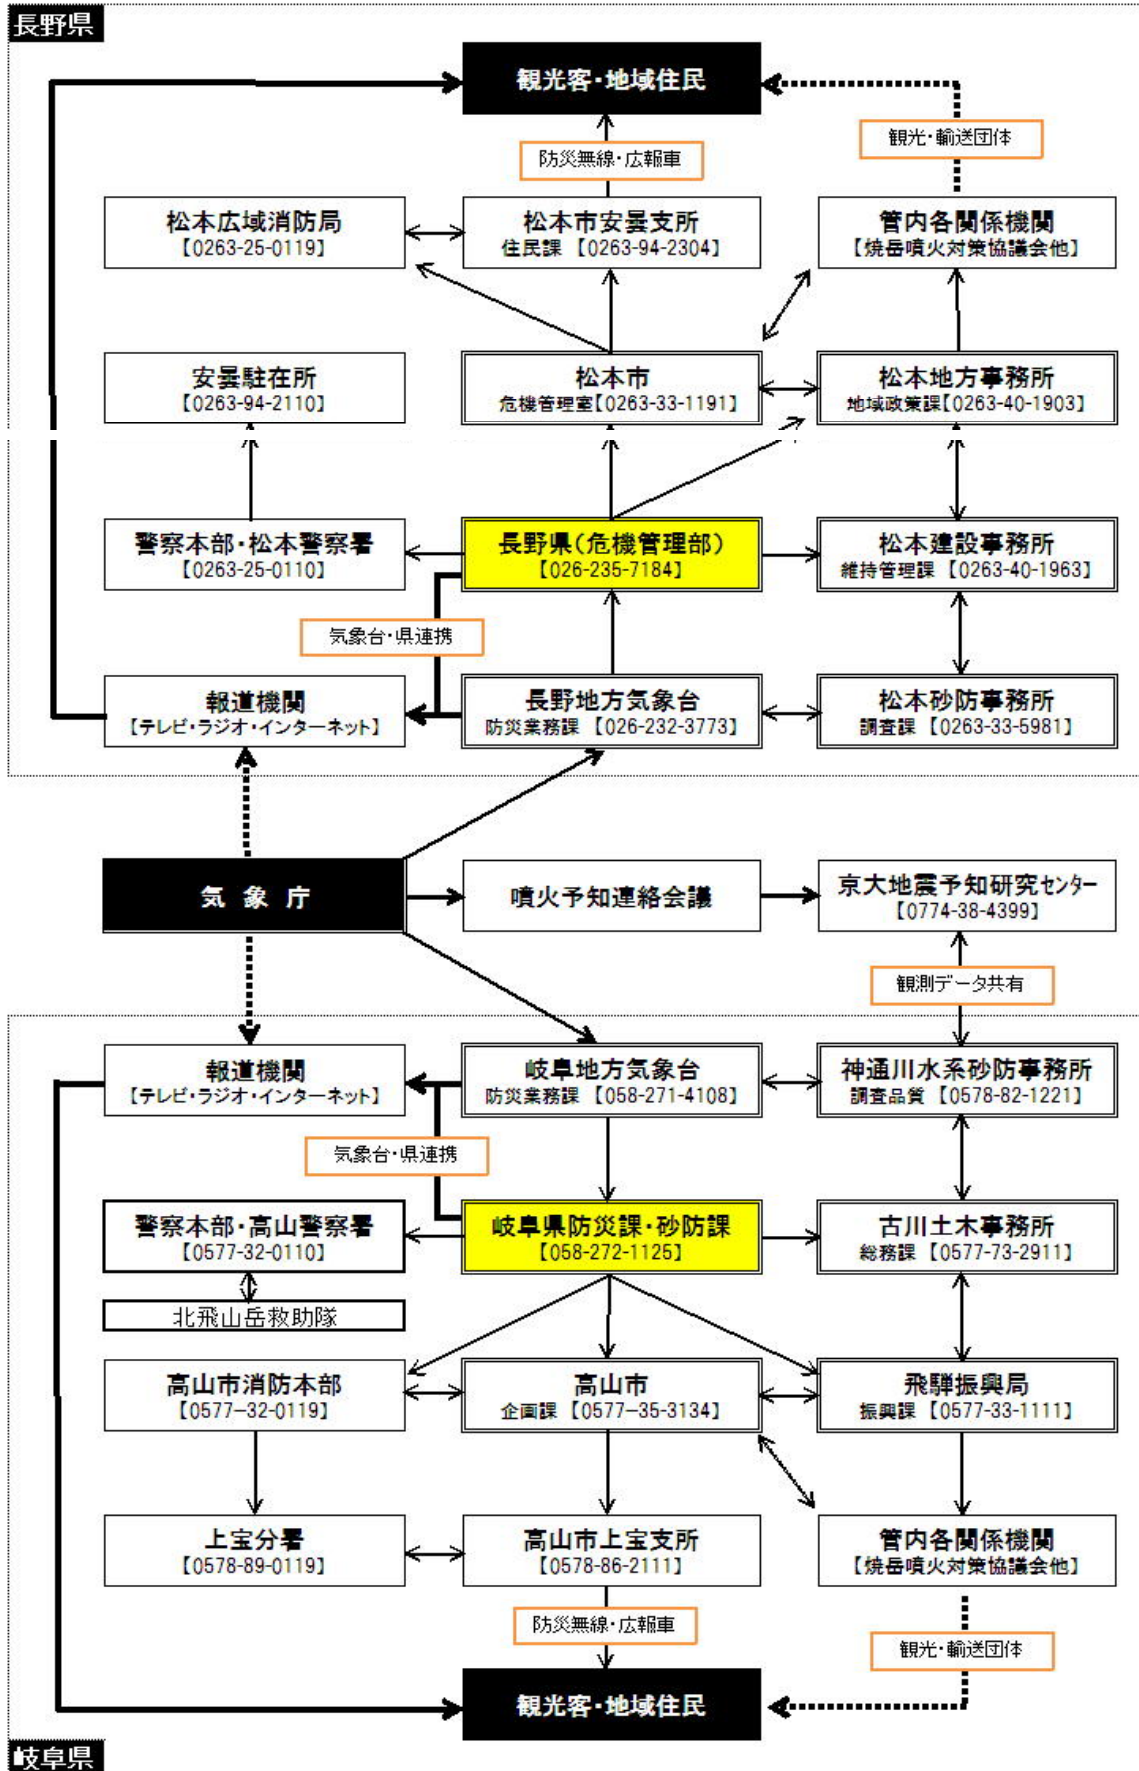 長野県
観光客・地域住民
防災無線・広報車
観光・輸送団体
松本広域消防局
【0263-25-0119】
松本市安曇支所
住民課 【0263-94-2304】
管内各関係機関
【焼岳噴火対策協議会他】
安曇駐在所
【0263-94-2110】
松本市
危機管理室【0263-33-1191】
松本地方事務所
地域政策課【0263-40-1903】
警察本部・松本警察署
【0263-25-0110】
長野県(危機管理部)
【026-235-7184】
松本建設事務所
維持管理課 【0263-40-1963】
気象台・県連携
報道機関
【テレビ・ラジオ・インターネット】
長野地方気象台
防災業務課 【026-232-3773】
松本砂防事務所
調査課 【0263-33-5981】
気象庁
噴火予知連絡会議
京大地震予知研究センター
【0774-38-4399】
観測データ共有
報道機関
【テレビ・ラジオ・インターネット】
岐阜地方気象台
防災業務課 【058-271-4108】
神通川水系砂防事務所
調査品質 【0578-82-1221】
気象台・県連携
警察本部・高山警察署
【0577-32-0110】
岐阜県防災課・砂防課
【058-272-1125】
古川土木事務所
総務課 【0577-73-2911】
北飛山岳救助隊
高山市消防本部
【0577-32-0119】
高山市
企画課 【0577-35-3134】
飛騨振興局
振興課 【0577-33-1111】
上宝分署
【0578-89-0119】
高山市上宝支所
【0578-86-2111】
管内各関係機関
【焼岳噴火対策協議会他】
防災無線・広報車
観光・輸送団体
観光客・地域住民
岐阜県